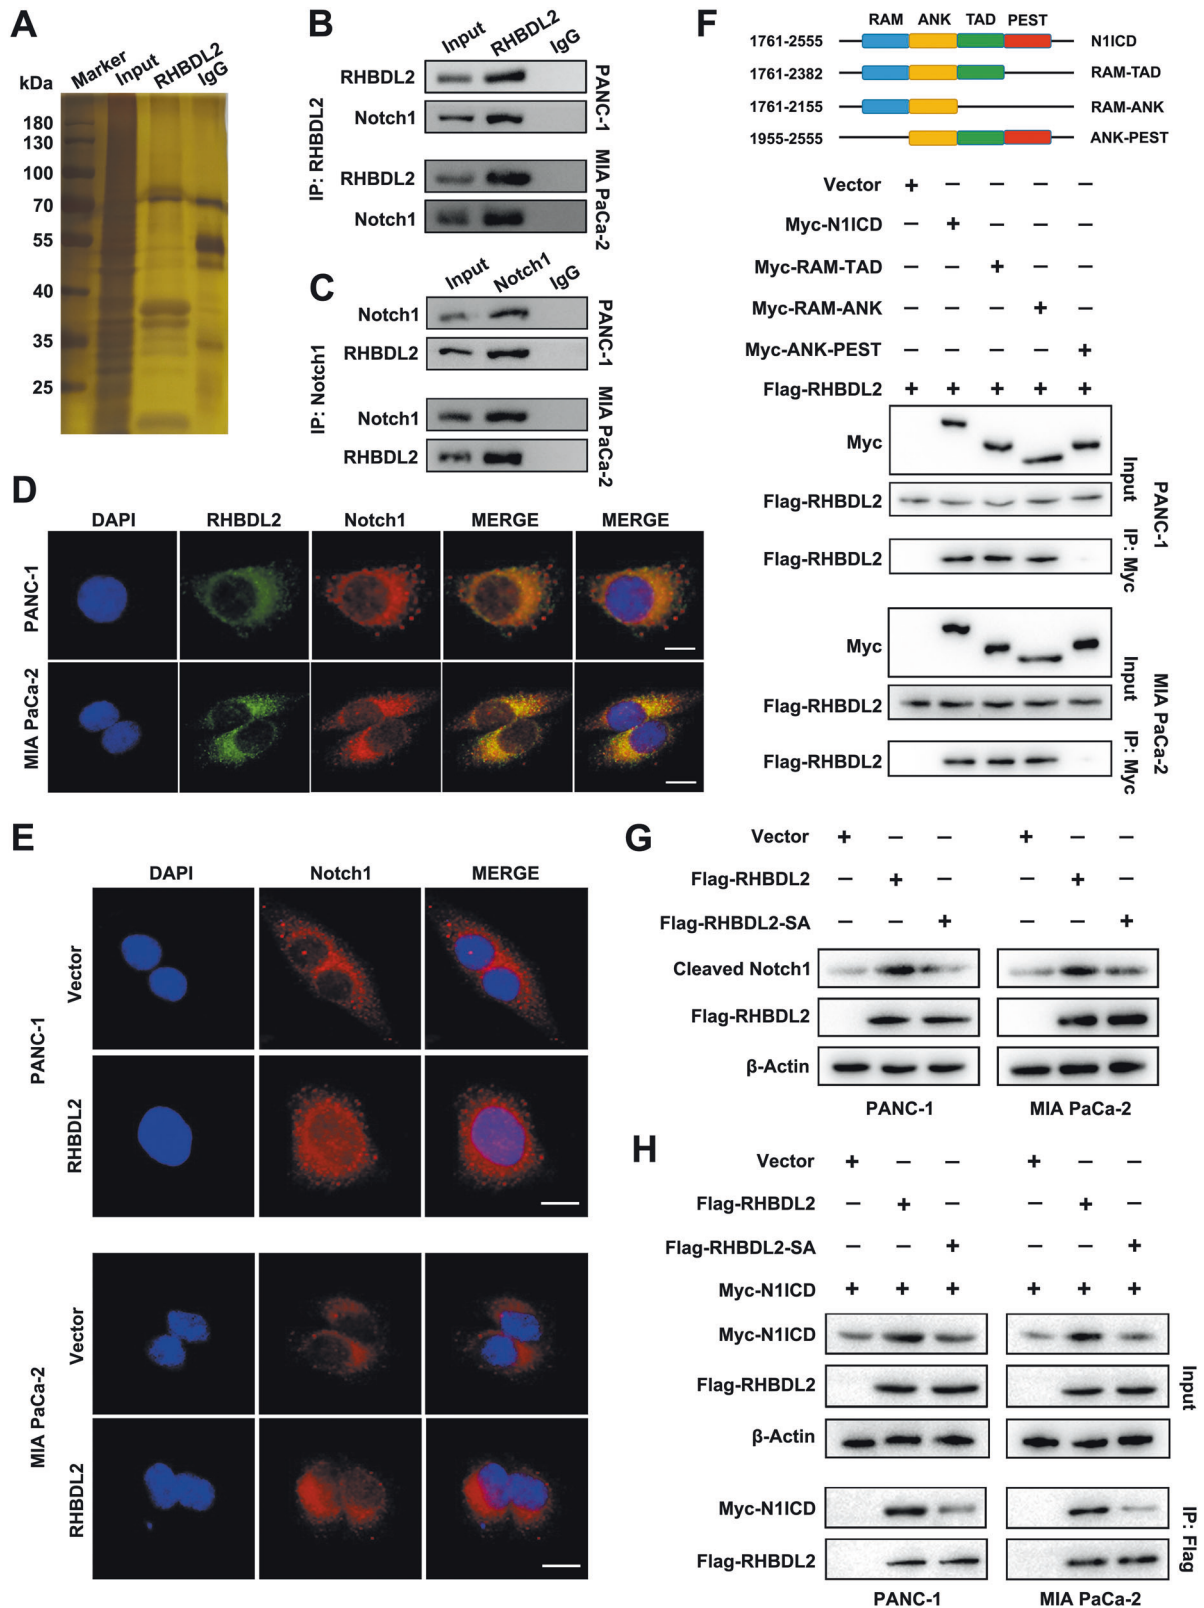 A
Marker
Input
RHBDL2
IgG
kDa
180
130
100
70
55
40
35
25
B
Input
RHBDL2
IgG
IP: RHBDL2
RHBDL2
Notch1
PANC-1
RHBDL2
Notch1
MIA PaCa-2
C
Input
Notch1
IgG
IP: Notch1
Notch1
RHBDL2
PANC-1
Notch1
RHBDL2
MIA PaCa-2
D
DAPI RHBDL2 Notch1 MERGE MERGE
PANC-1
MIA PaCa-2
E
DAPI Notch1 MERGE
PANC-1
Vector
RHBDL2
MIA PaCa-2
Vector
RHBDL2
F
RAM ANK TAD PEST
1761-2555 N1ICD
1761-2382 RAM-TAD
1761-2155 RAM-ANK
1955-2555 ANK-PEST
Vector + − − − −
Myc-N1ICD − + − − −
Myc-RAM-TAD − − + − −
Myc-RAM-ANK − − − + −
Myc-ANK-PEST − − − − +
Flag-RHBDL2 + + + + +
Myc
Flag-RHBDL2
Input
Flag-RHBDL2
IP: Myc
PANC-1
Myc
Flag-RHBDL2
Input
Flag-RHBDL2
IP: Myc
MIA PaCa-2
G
Vector + − − + − −
Flag-RHBDL2 − + − − + −
Flag-RHBDL2-SA − − + − − +
Cleaved Notch1
Flag-RHBDL2
β-Actin
PANC-1 MIA PaCa-2
H
Vector + − − + − −
Flag-RHBDL2 − + − − + −
Flag-RHBDL2-SA − − + − − +
Myc-N1ICD + + + + + +
Myc-N1ICD
Flag-RHBDL2
β-Actin
Input
Myc-N1ICD
Flag-RHBDL2
IP: Flag
PANC-1 MIA PaCa-2